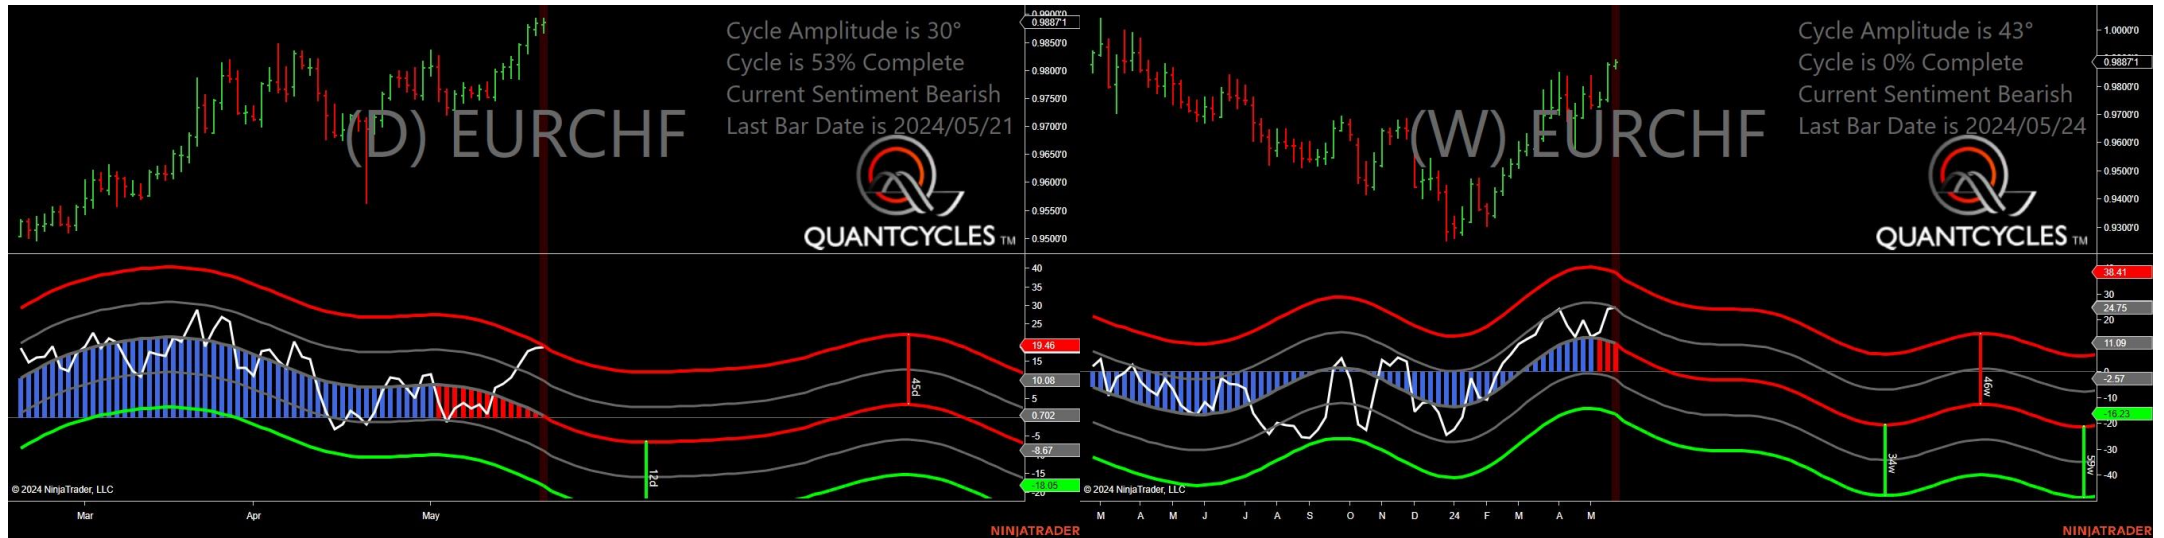 Cycle Amplitude is 30°
Cycle is 53% Complete
Current Sentiment Bearish
Last Bar Date is 2024/05/21
(D) EURCHF
QUANTCYCLES TM
0.9900'0
0.9887'1
0.9850'0
0.9800'0
0.9750'0
0.9700'0
0.9650'0
0.9600'0
0.9550'0
0.9500'0
40
35
30
25
19.46
15
10.08
5
0.702
-5
-8.67
-15
-18.05
-20
45d
12d
© 2024 NinjaTrader, LLC
Mar Apr May
NINJATRADER
Cycle Amplitude is 43°
Cycle is 0% Complete
Current Sentiment Bearish
Last Bar Date is 2024/05/24
(W) EURCHF
QUANTCYCLES TM
1.0000'0
0.9887'1
0.9800'0
0.9700'0
0.9600'0
0.9500'0
0.9400'0
0.9300'0
38.41
30
24.75
20
11.09
-2.57
-10
-16.23
-20
-30
-40
46w
34w
59w
© 2024 NinjaTrader, LLC
M A M J J A S O N D 24 F M A M
NINJATRADER